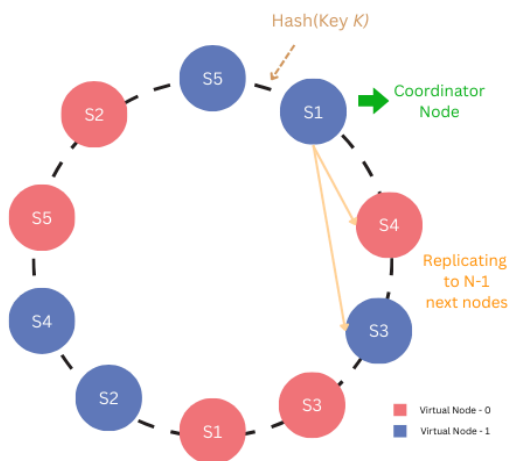 Hash(Key K)
S5
S1
Coordinator
Node
S2
S4
S5
Replicating
to N-1
next nodes
S4
S3
S2
S3
S1
Virtual Node - 0
Virtual Node - 1